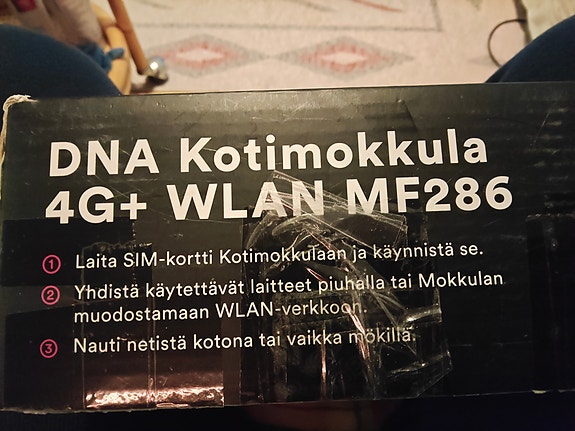 DNA Kotimokkula
4G+ WLAN MF286
1 Laita SIM-kortti Kotimokkulaan ja käynnistä se.
2 Yhdistä käytettävät laitteet piuhalla tai Mokkulan
muodostamaan WLAN-verkkoon.
3 Nauti netistä kotona tai vaikka mökillä.